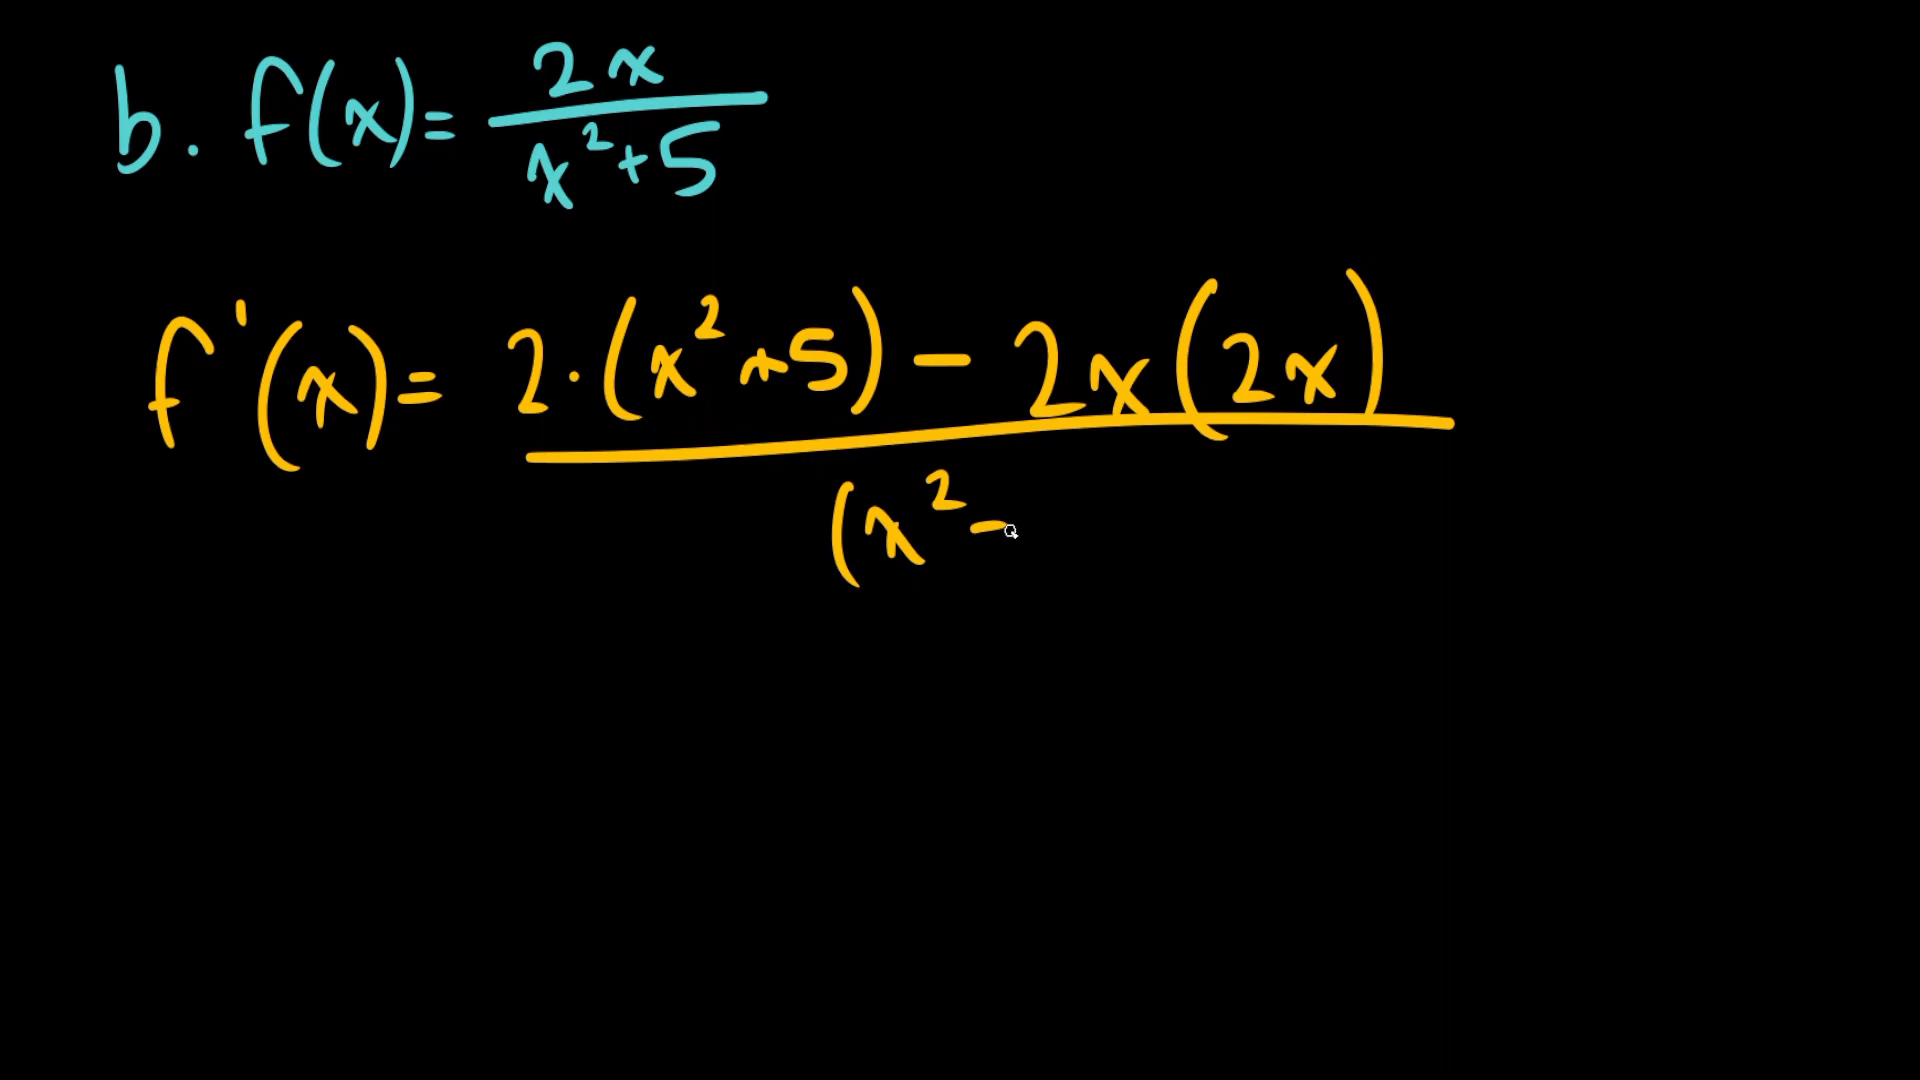 b. f(x)= 2x
x²+5
f'(x)= 2·(x²+5) − 2x(2x)
(x²−